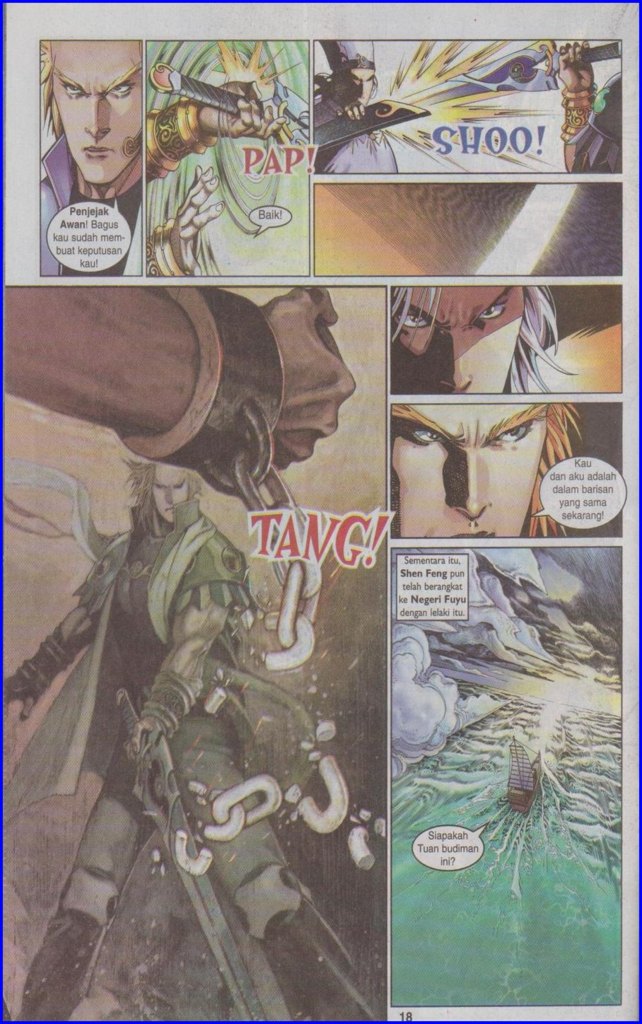 Penjejak
Awan! Bagus
kau sudah mem-
buat keputusan
kau!
PAP!
Baik!
SHOO!
TANG!
Kau
dan aku adalah
dalam barisan
yang sama
sekarang!
Sementara itu,
Shen Feng pun
telah berangkat
ke Negeri Fuyu
dengan lelaki itu.
Siapakah
Tuan budiman
ini?
18